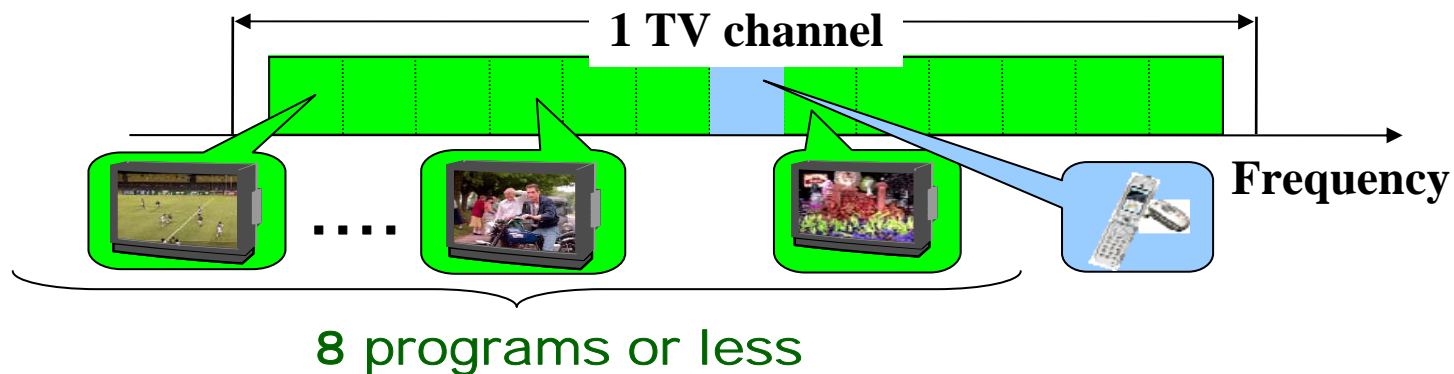 1 TV channel
Frequency
....
8 programs or less